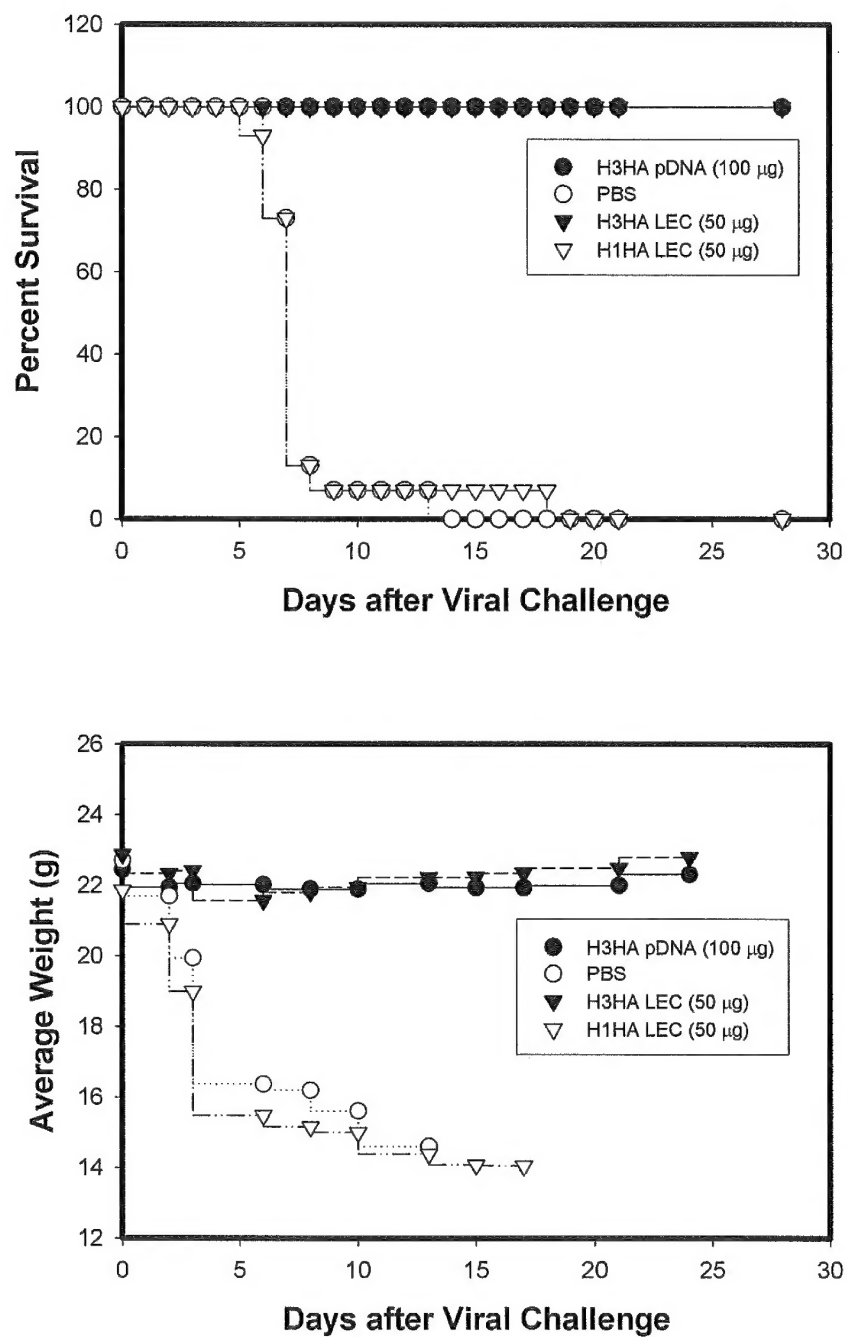 120
100
80
60
40
20
0
Percent Survival
H3HA pDNA (100 µg)
PBS
H3HA LEC (50 µg)
H1HA LEC (50 µg)
0 5 10 15 20 25 30
Days after Viral Challenge
26
24
22
20
18
16
14
12
Average Weight (g)
H3HA pDNA (100 µg)
PBS
H3HA LEC (50 µg)
H1HA LEC (50 µg)
0 5 10 15 20 25 30
Days after Viral Challenge